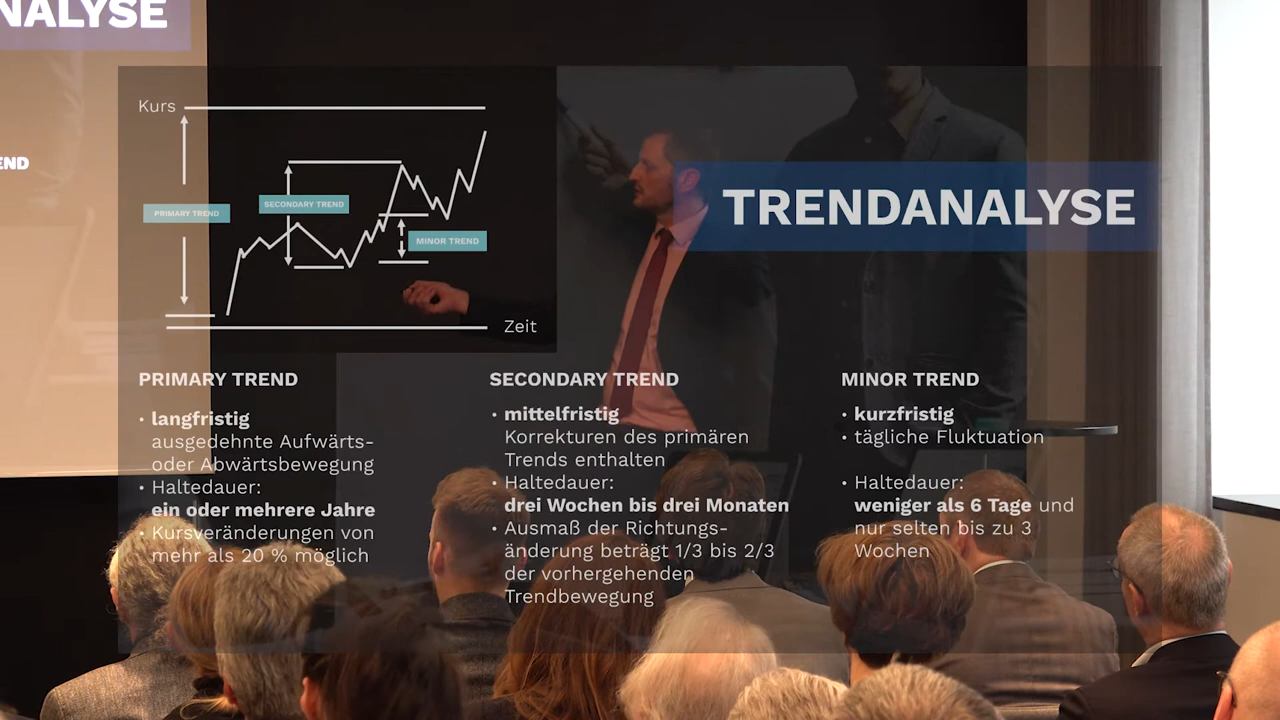 NALYSE
END
Kurs
PRIMARY TREND
SECONDARY TREND
MINOR TREND
Zeit
TRENDANALYSE
PRIMARY TREND
• langfristig
ausgedehnte Aufwärts-
oder Abwärtsbewegung
• Haltedauer:
ein oder mehrere Jahre
• Kursveränderungen von
mehr als 20 % möglich
SECONDARY TREND
• mittelfristig
Korrekturen des primären
Trends enthalten
• Haltedauer:
drei Wochen bis drei Monaten
• Ausmaß der Richtungs-
änderung beträgt 1/3 bis 2/3
der vorhergehenden
Trendbewegung
MINOR TREND
• kurzfristig
• tägliche Fluktuation
• Haltedauer:
weniger als 6 Tage und
nur selten bis zu 3
Wochen